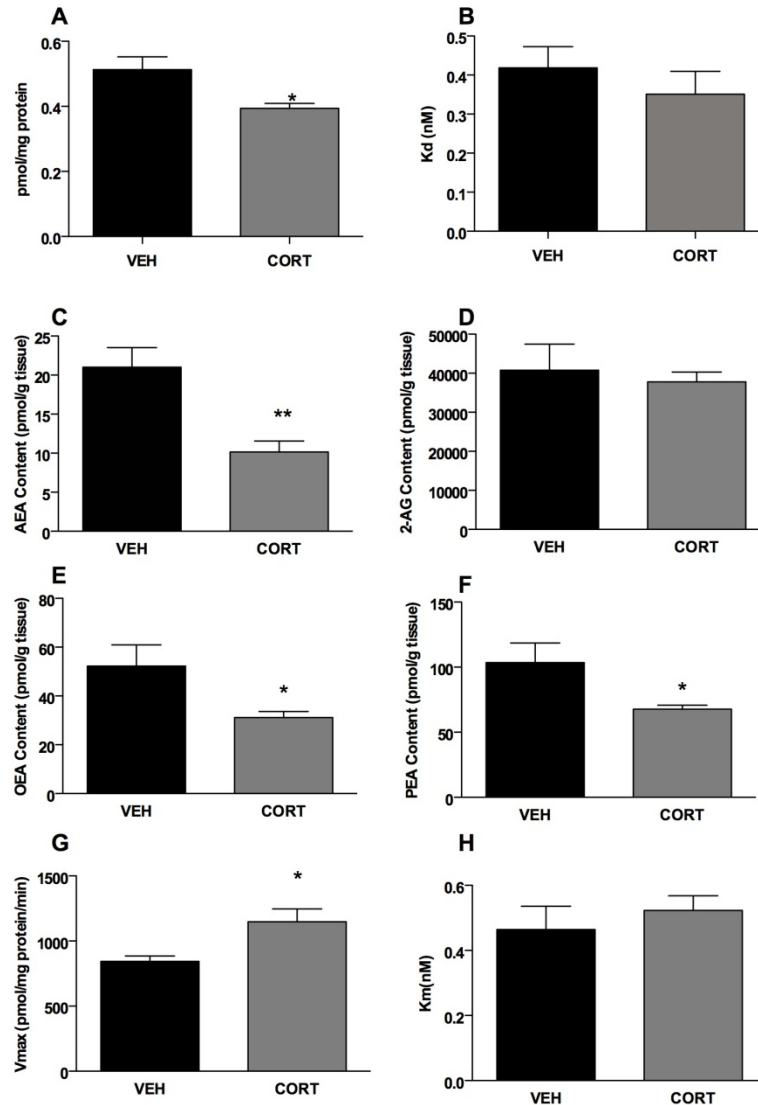 A
pmol/mg protein
0.6
0.4
0.2
0.0
*
VEH CORT
B
Kd (nM)
0.5
0.4
0.3
0.2
0.1
0.0
VEH CORT
C
AEA Content (pmol/g tissue)
25
20
15
10
5
0
**
VEH CORT
D
2-AG Content (pmol/g tissue)
50000
40000
30000
20000
10000
0
VEH CORT
E
OEA Content (pmol/g tissue)
80
60
40
20
0
*
VEH CORT
F
PEA Content (pmol/g tissue)
150
100
50
0
*
VEH CORT
G
Vmax (pmol/mg protein/min)
1500
1000
500
0
*
VEH CORT
H
Km(nM)
0.6
0.4
0.2
0.0
VEH CORT